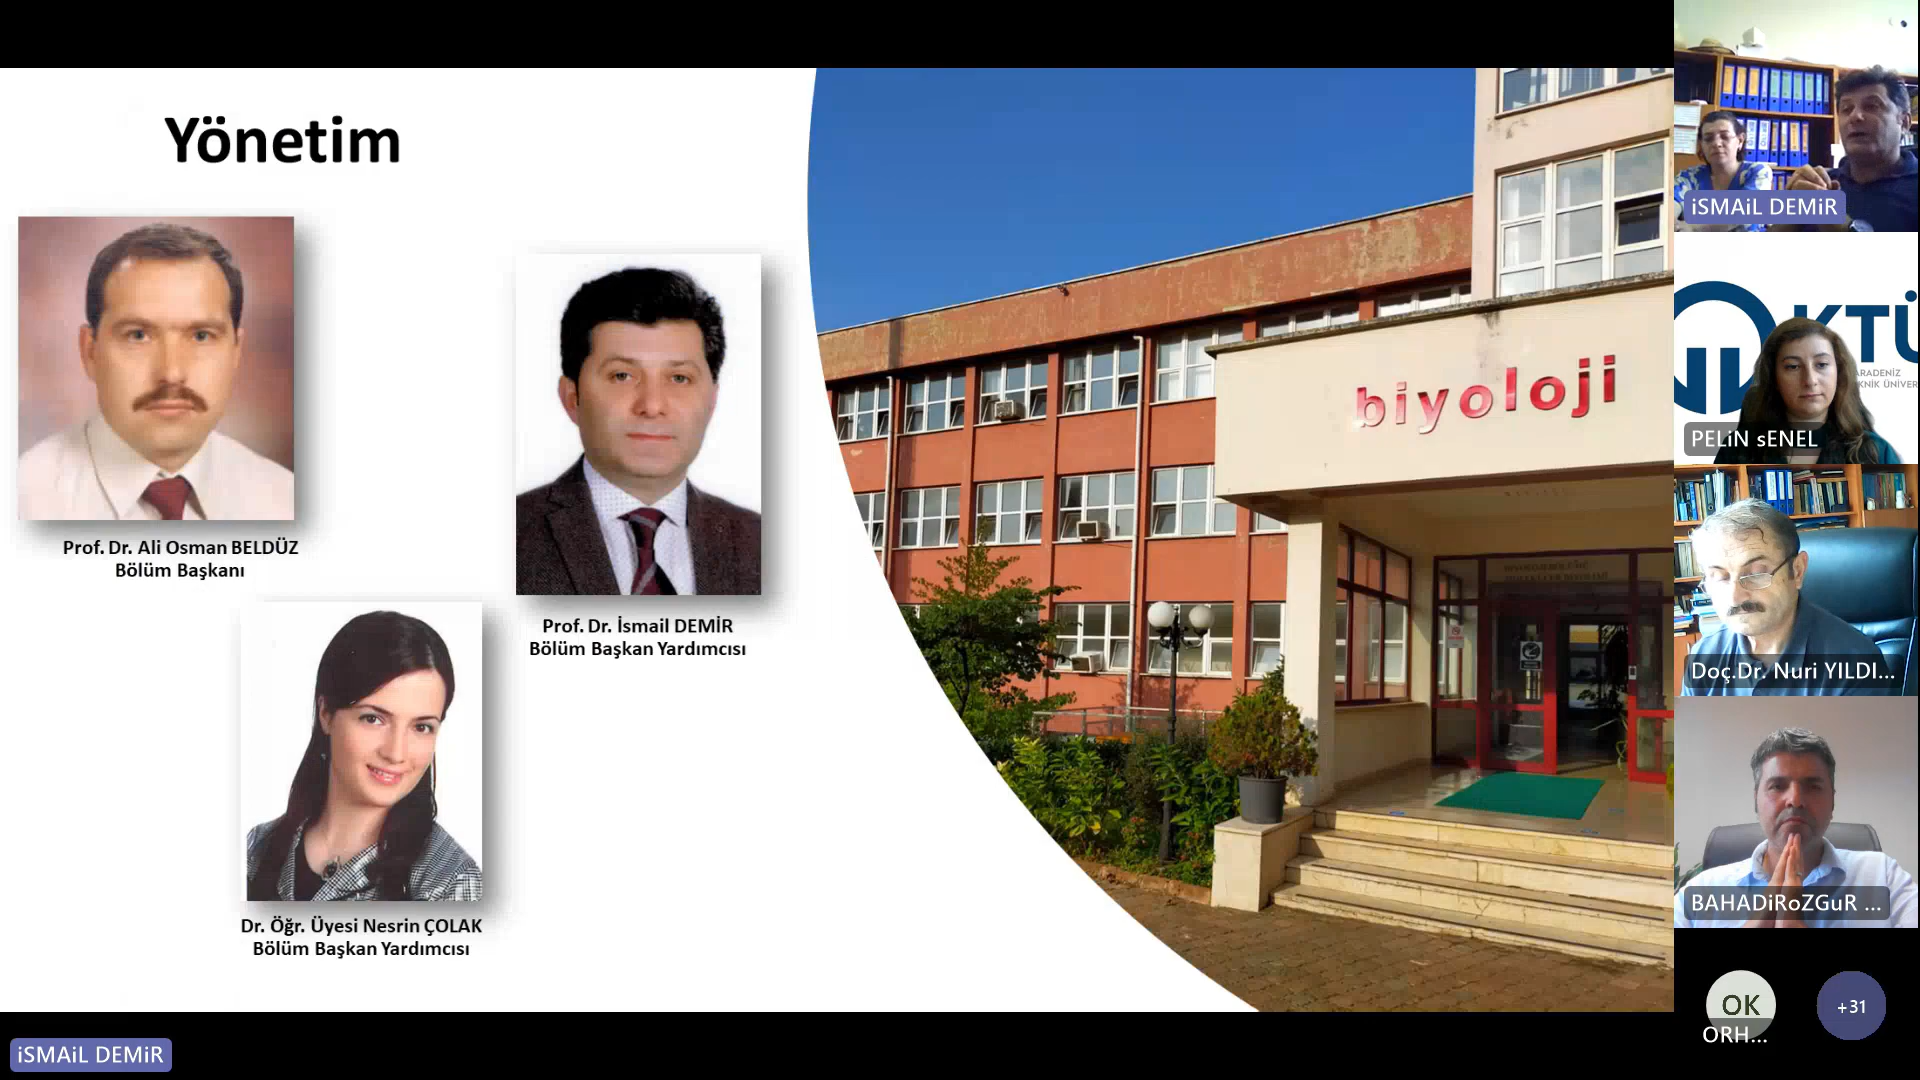 Yönetim
Prof. Dr. Ali Osman BELDÜZ
Bölüm Başkanı
Prof. Dr. İsmail DEMİR
Bölüm Başkan Yardımcısı
Dr. Öğr. Üyesi Nesrin ÇOLAK
Bölüm Başkan Yardımcısı
biyoloji
iSMAiL DEMiR
KTÜ
PELiN sENEL
Doç.Dr. Nuri YILDI...
BAHADiRoZGuR ...
OK
ORH...
+31
iSMAiL DEMiR